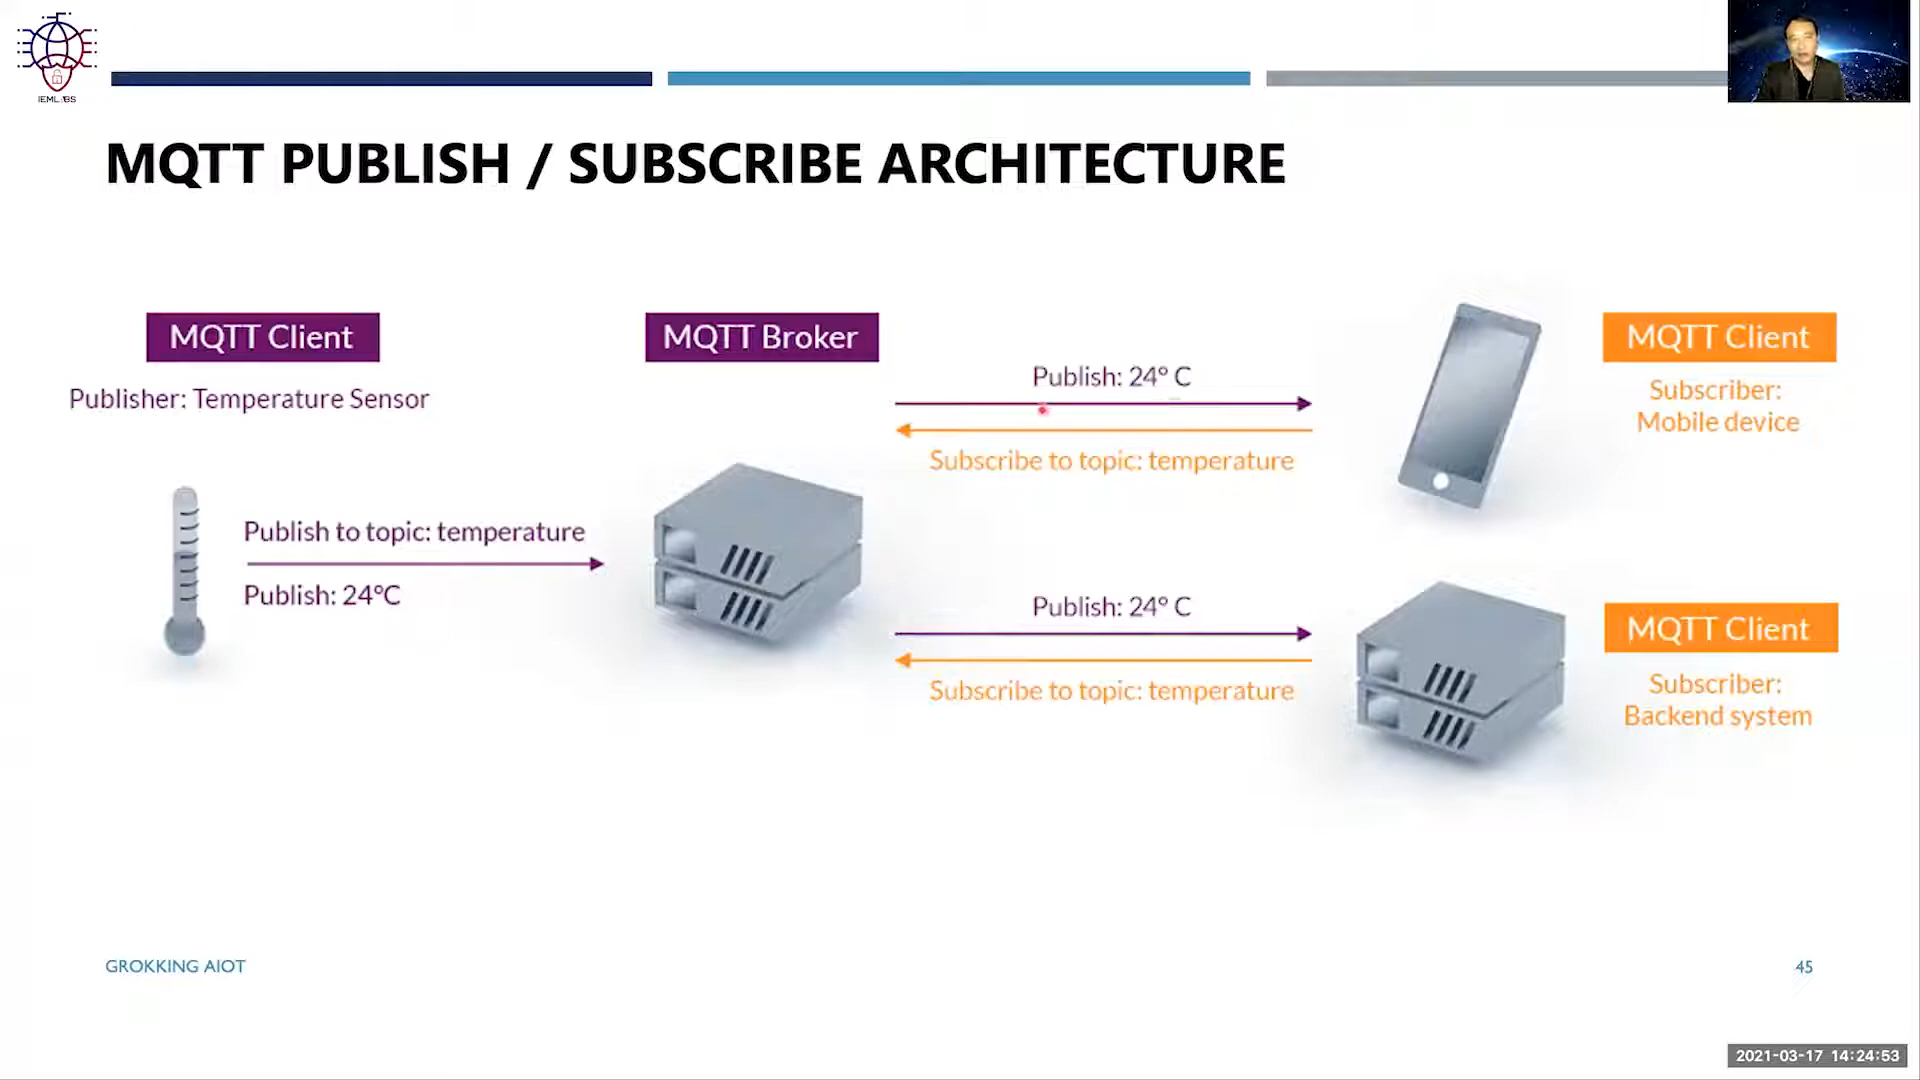 IEMLABS
MQTT PUBLISH / SUBSCRIBE ARCHITECTURE
MQTT Client
Publisher: Temperature Sensor
Publish to topic: temperature
Publish: 24°C
MQTT Broker
Publish: 24° C
Subscribe to topic: temperature
MQTT Client
Subscriber:
Mobile device
Publish: 24° C
Subscribe to topic: temperature
MQTT Client
Subscriber:
Backend system
GROKKING AIOT
45
2021-03-17 14:24:53